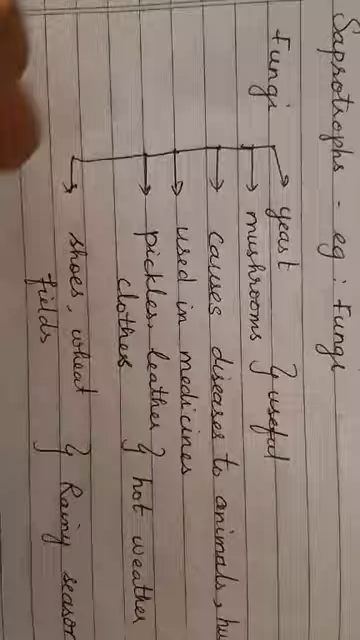 Saprotrophs - eg : Fungi
Fungi
yeast
mushrooms } useful
causes diseases to animals,
used in medicines
pickles, leather } hot weather
clothes
shoes, wheat } Rainy season
fields